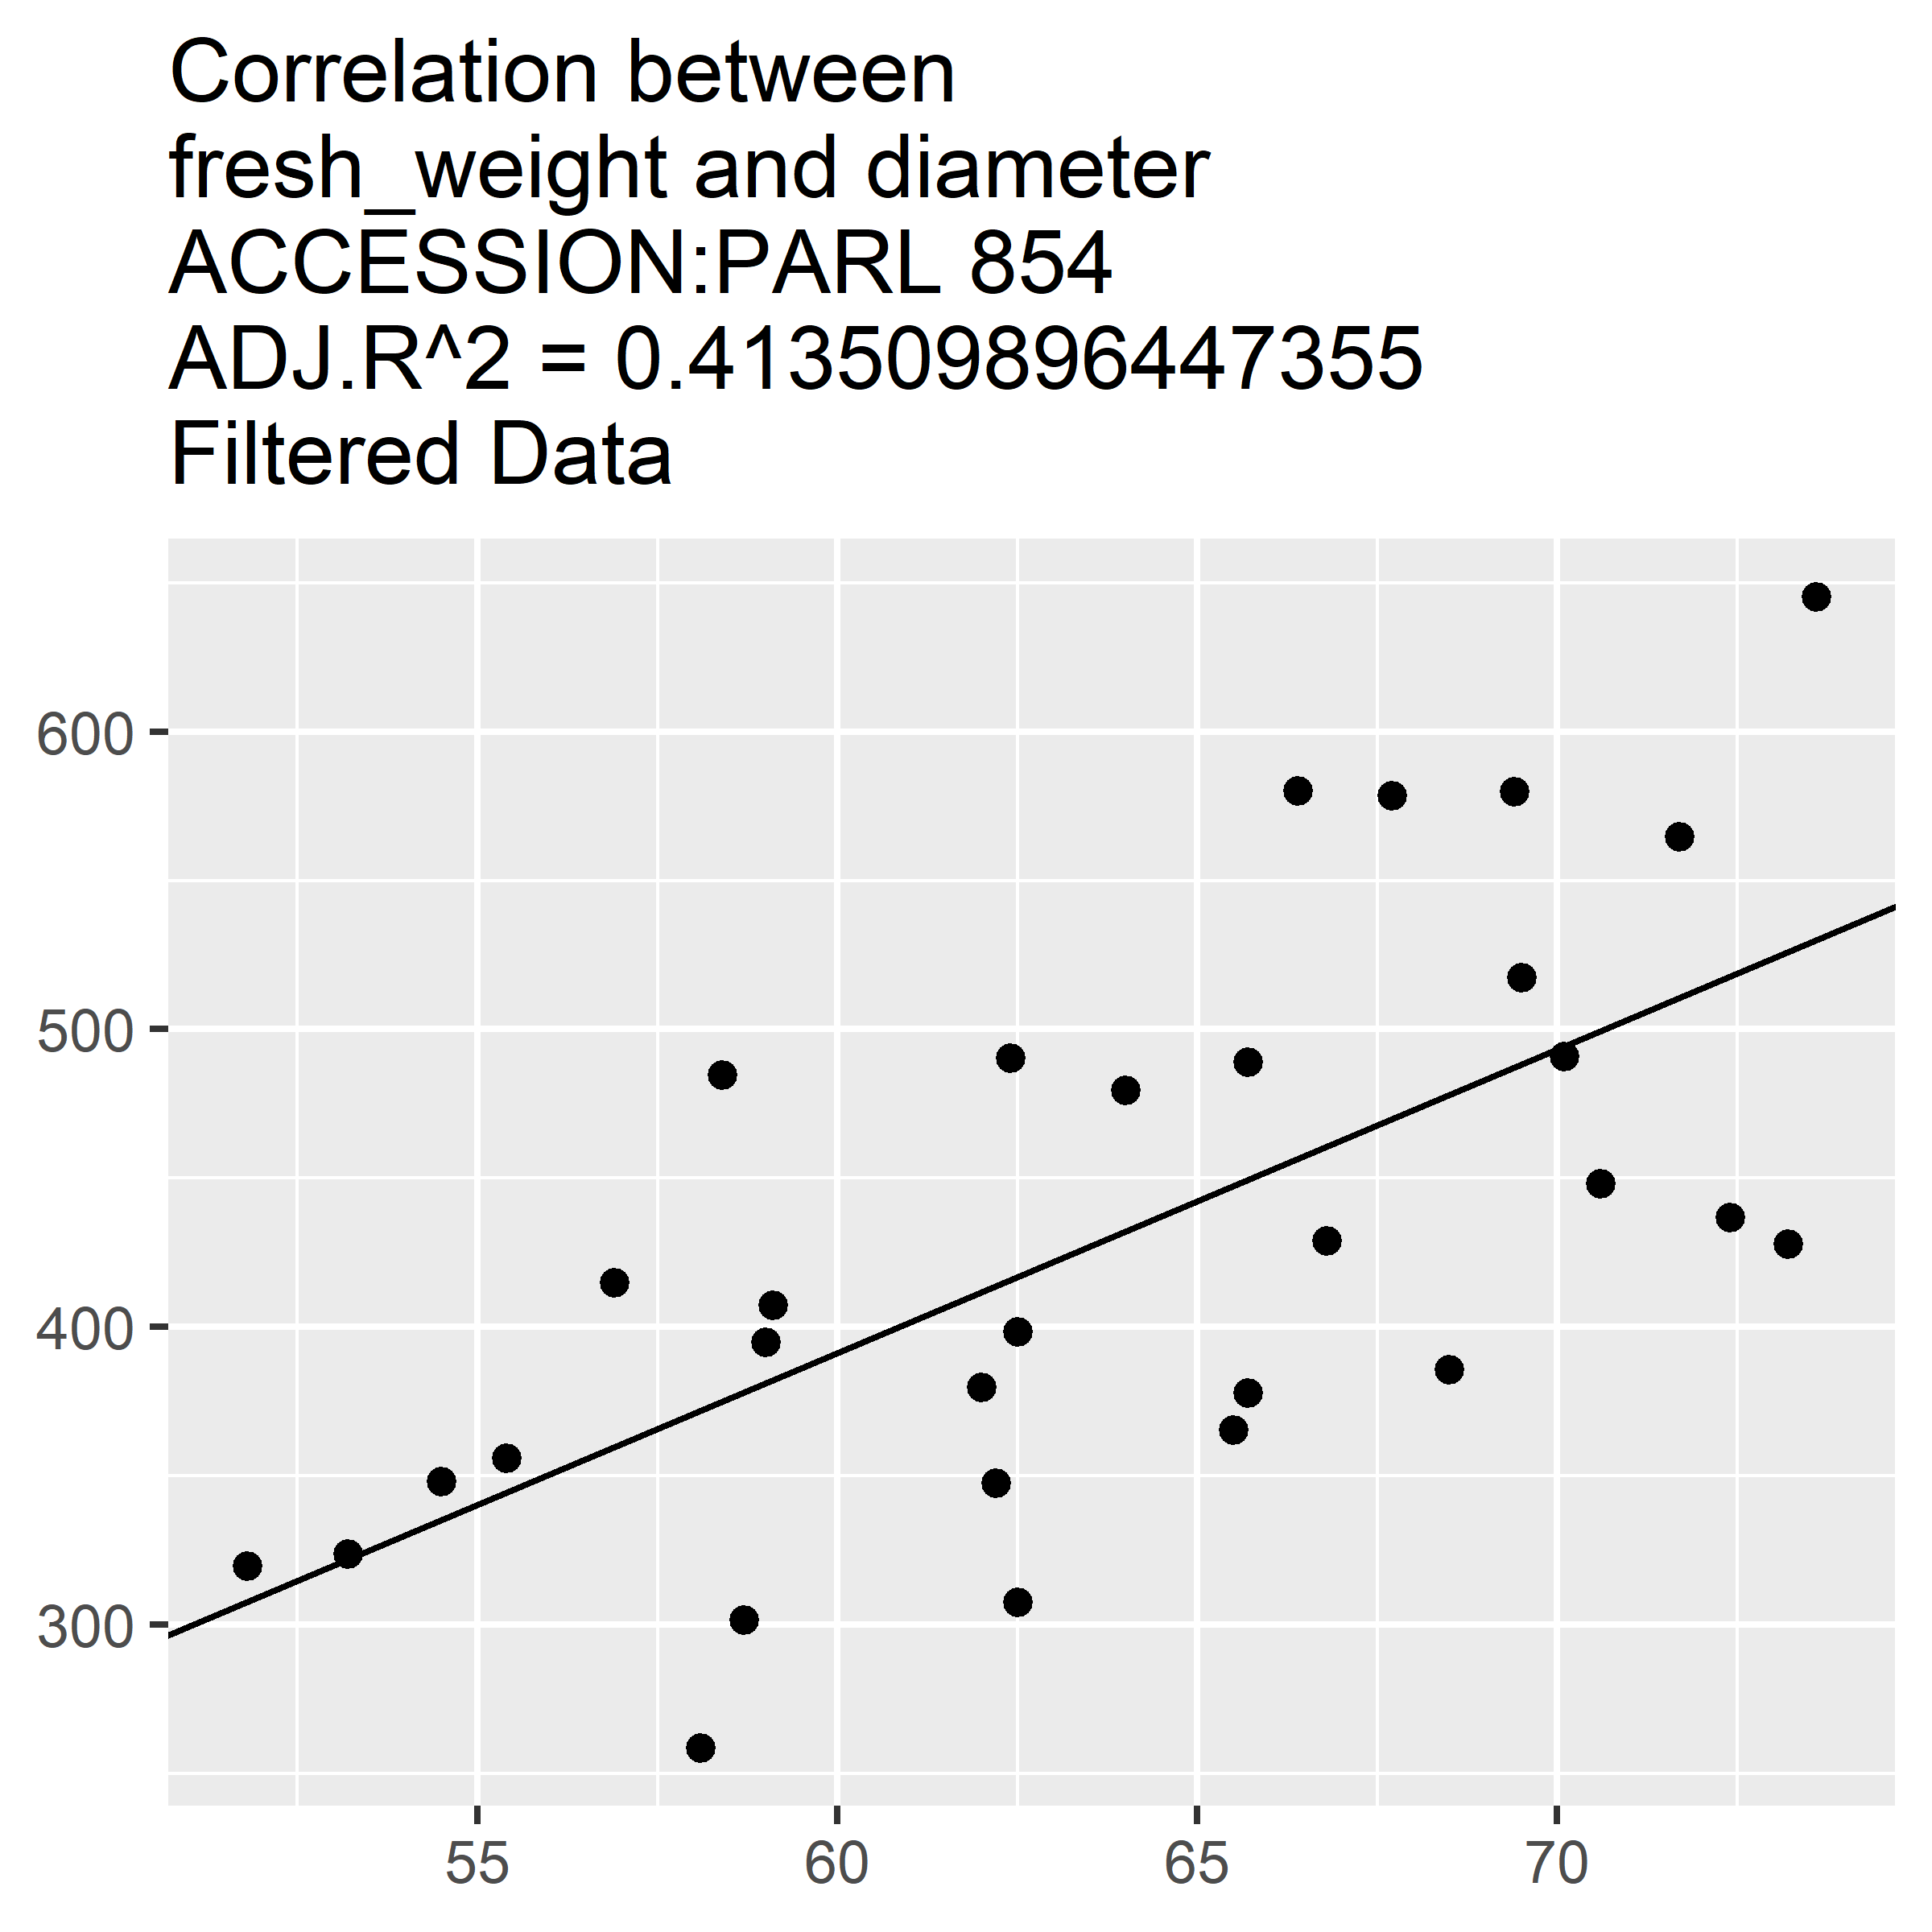 Correlation between
fresh_weight and diameter
ACCESSION:PARL 854
ADJ.R^2 = 0.413509896447355
Filtered Data
600
500
400
300
55 60 65 70